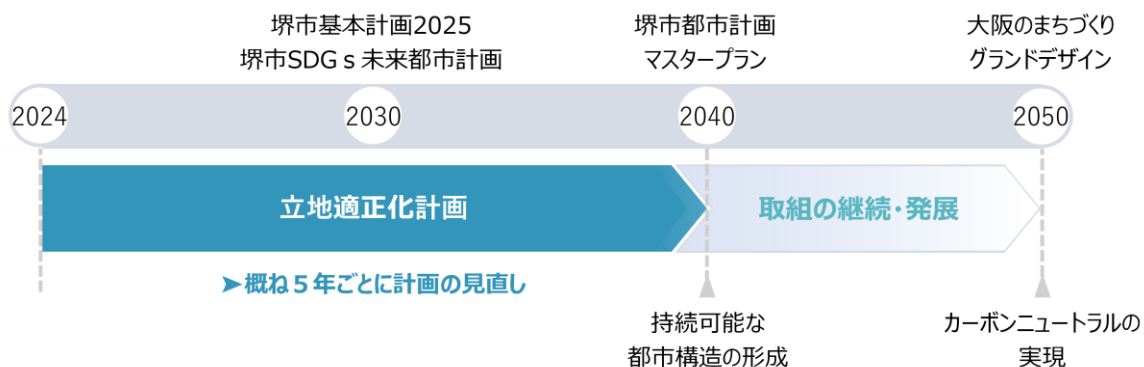 堺市基本計画2025
堺市SDGｓ未来都市計画
堺市都市計画
マスタープラン
大阪のまちづくり
グランドデザイン
2024
2030
2040
2050
立地適正化計画
取組の継続・発展
➤概ね５年ごとに計画の見直し
持続可能な
都市構造の形成
カーボンニュートラルの
実現